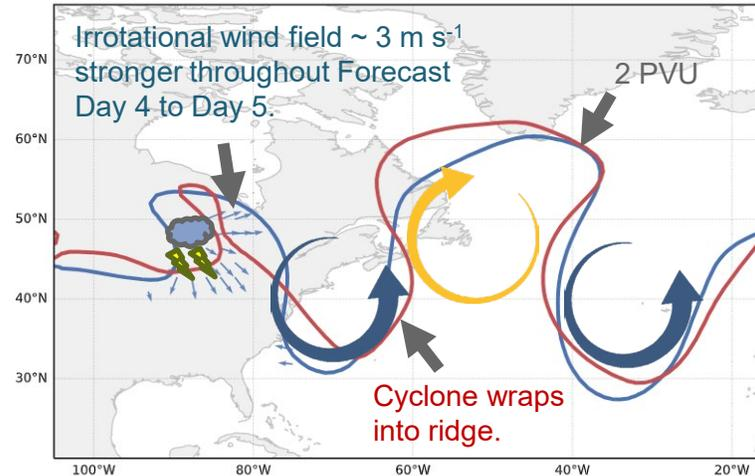 Irrotational wind field ~ 3 m s⁻¹
stronger throughout Forecast
Day 4 to Day 5.
2 PVU
Cyclone wraps
into ridge.
70°N
60°N
50°N
40°N
30°N
100°W
80°W
60°W
40°W
20°W